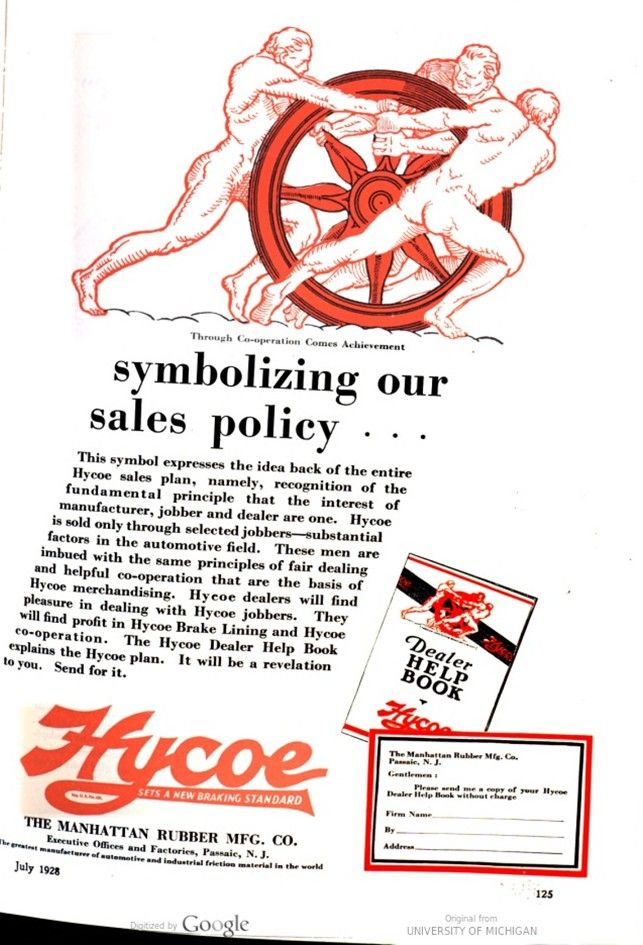 Through Co-operation Comes Achievement
symbolizing our
sales policy . . .
This symbol expresses the idea back of the entire
Hycoe sales plan, namely, recognition of the
fundamental principle that the interest of
manufacturer, jobber and dealer are one. Hycoe
is sold only through selected jobbers—substantial
factors in the automotive field. These men are
imbued with the same principles of fair dealing
and helpful co-operation that are the basis of
Hycoe merchandising. Hycoe dealers will find
pleasure in dealing with Hycoe jobbers. They
will find profit in Hycoe Brake Lining and Hycoe
co-operation. The Hycoe Dealer Help Book
explains the Hycoe plan. It will be a revelation
to you. Send for it.
Dealer
HELP
BOOK
Hycoe
Hycoe
SETS A NEW BRAKING STANDARD
THE MANHATTAN RUBBER MFG. CO.
Executive Offices and Factories, Passaic, N. J.
The greatest manufacturer of automotive and industrial friction material in the world
The Manhattan Rubber Mfg. Co.
Passaic, N. J.
Gentlemen :
Please send me a copy of your Hycoe
Dealer Help Book without charge
Firm Name
By
Address
July 1928
125
Digitized by Google
Original from
UNIVERSITY OF MICHIGAN